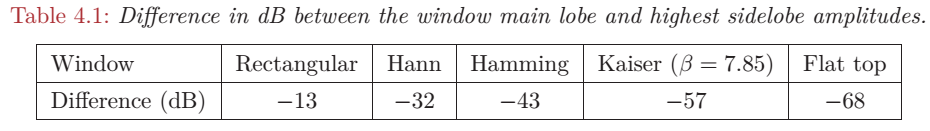 Table 4.1: Difference in dB between the window main lobe and highest sidelobe amplitudes.
Window Rectangular Hann Hamming Kaiser (β = 7.85) Flat top
Difference (dB) −13 −32 −43 −57 −68